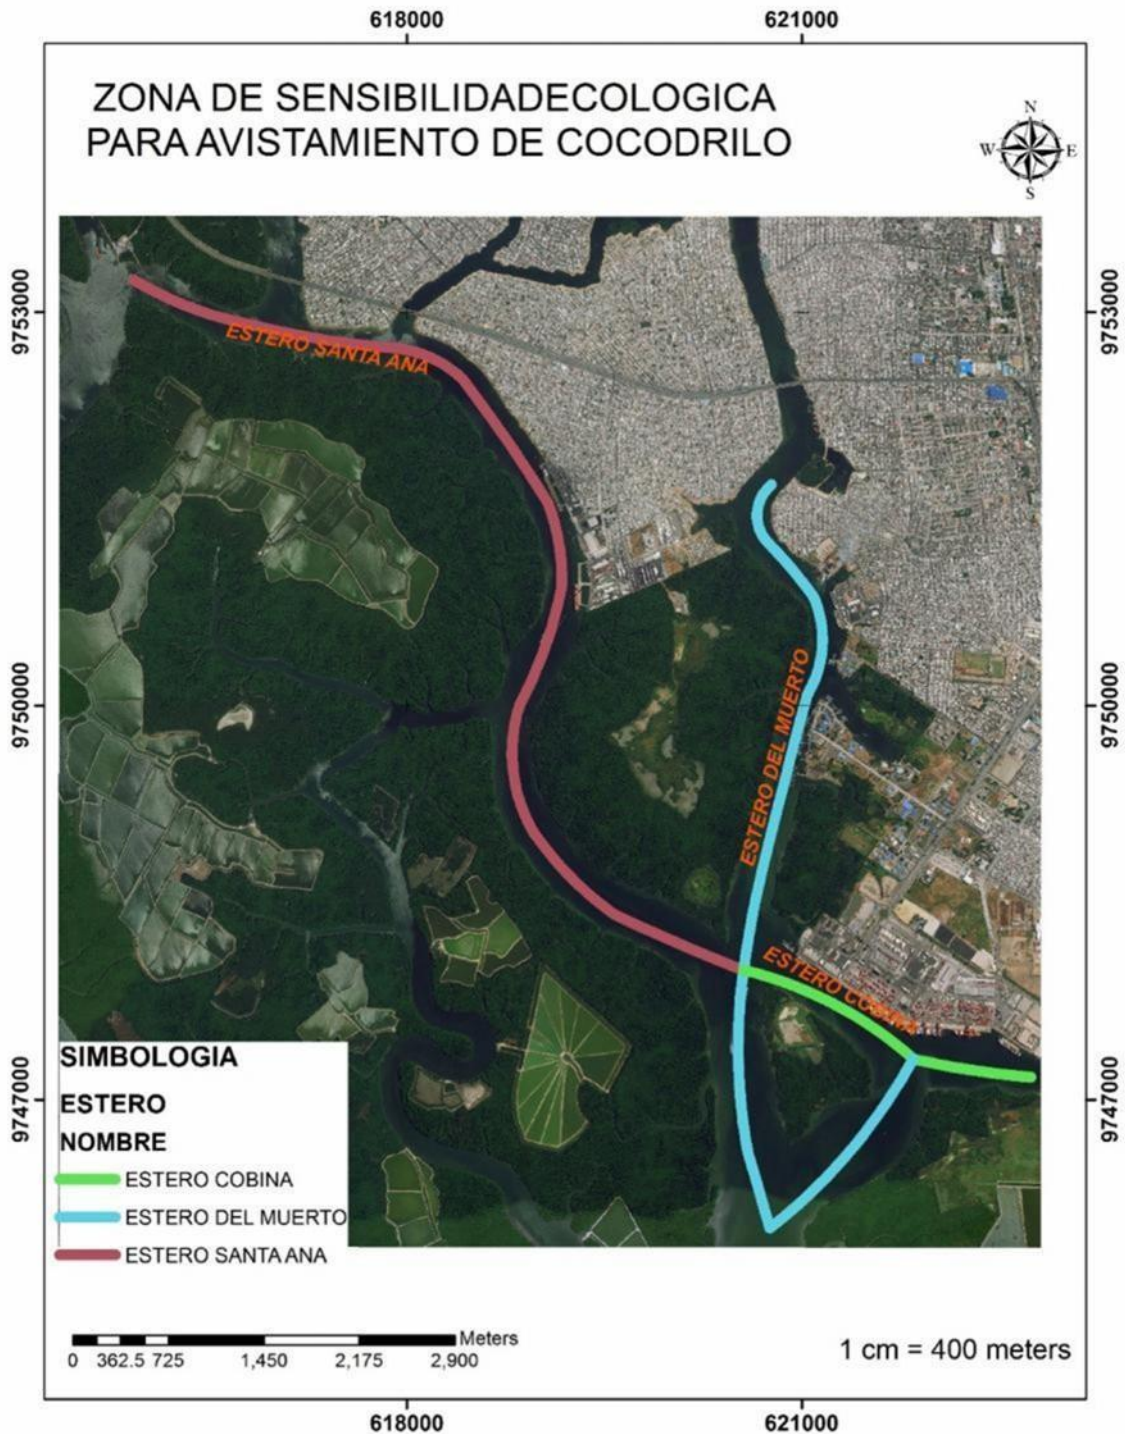 618000 621000
ZONA DE SENSIBILIDADECOLOGICA
PARA AVISTAMIENTO DE COCODRILO
N
W E
S
9753000 9753000
ESTERO SANTA ANA
9750000 9750000
ESTERO DEL MUERTO
ESTERO COBINA
9747000 9747000
SIMBOLOGIA
ESTERO
NOMBRE
ESTERO COBINA
ESTERO DEL MUERTO
ESTERO SANTA ANA
Meters
0 362.5 725 1,450 2,175 2,900
1 cm = 400 meters
618000 621000